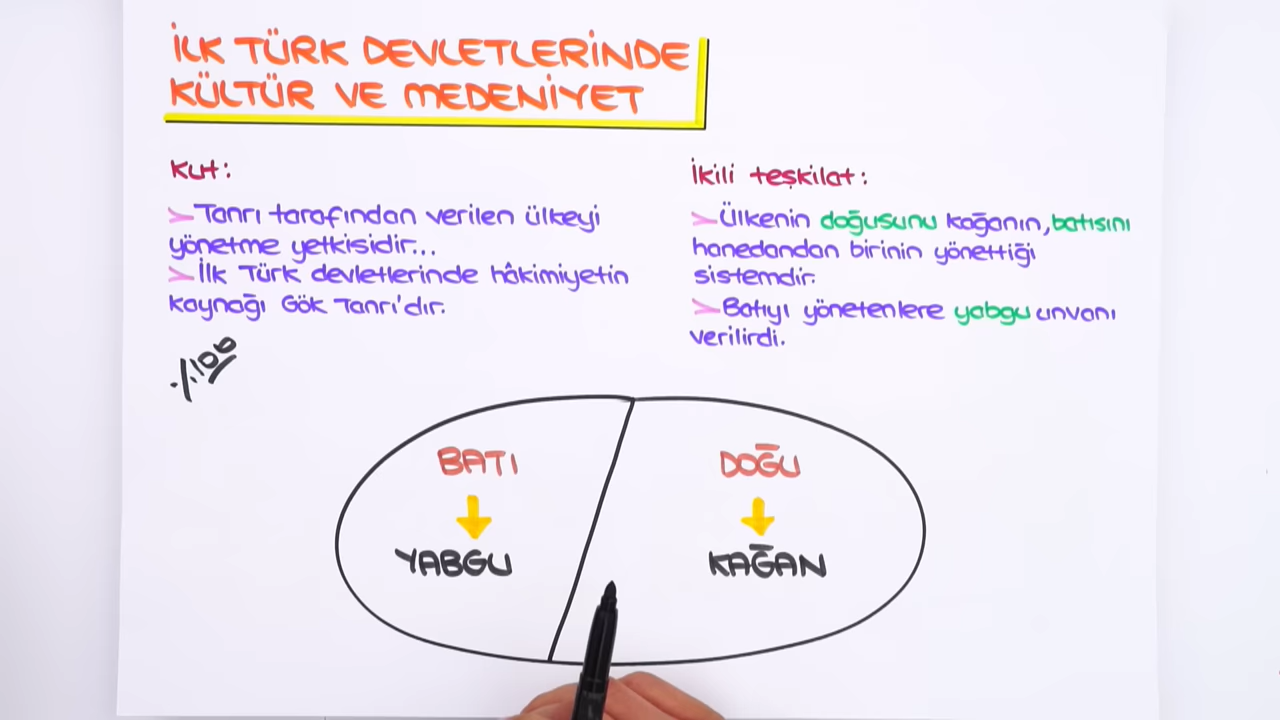 İLK TÜRK DEVLETLERİNDE
KÜLTÜR VE MEDENİYET
Kut:
➢Tanrı tarafından verilen ülkeyi
yönetme yetkisidir...
➢İlk Türk devletlerinde hâkimiyetin
kaynağı Gök Tanrı'dır.
İkili teşkilat:
➢Ülkenin doğusunu kağanın, batısını
hanedandan birinin yönettiği
sistemdir.
➢Batıyı yönetenlere yabgu unvanı
verilirdi.
./.100
BATI
YABGU
DOĞU
KAĞAN